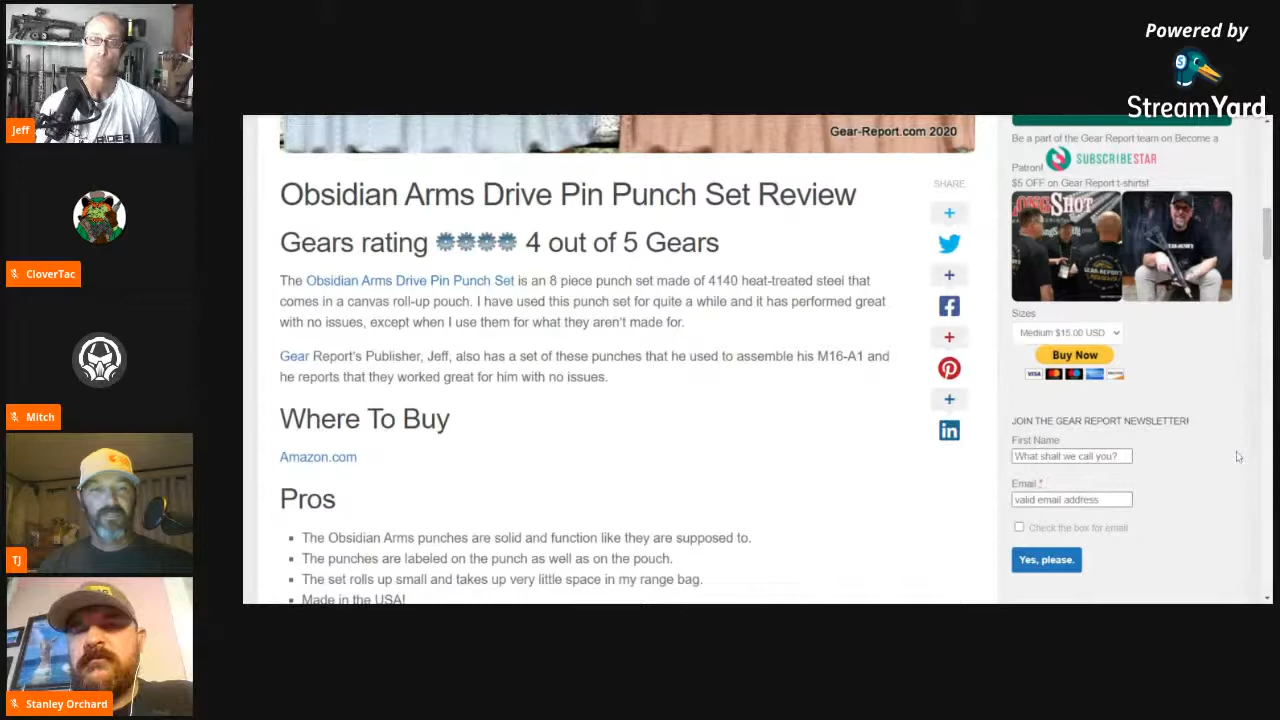 Powered by
StreamYard
Jeff
CloverTac
Mitch
TJ
Stanley Orchard
Gear-Report.com 2020
Obsidian Arms Drive Pin Punch Set Review
Gears rating 4 out of 5 Gears
The Obsidian Arms Drive Pin Punch Set is an 8 piece punch set made of 4140 heat-treated steel that
comes in a canvas roll-up pouch. I have used this punch set for quite a while and it has performed great
with no issues, except when I use them for what they aren't made for.
Gear Report's Publisher, Jeff, also has a set of these punches that he used to assemble his M16-A1 and
he reports that they worked great for him with no issues.
Where To Buy
Amazon.com
Pros
The Obsidian Arms punches are solid and function like they are supposed to.
The punches are labeled on the punch as well as on the pouch.
The set rolls up small and takes up very little space in my range bag.
Made in the USA!
SHARE
Be a part of the Gear Report team on Become a
Patron! SUBSCRIBESTAR
$5 OFF on Gear Report t-shirts!
LONGSHOT
Sizes
Medium $15.00 USD
Buy Now
VISA
JOIN THE GEAR REPORT NEWSLETTER!
First Name
What shall we call you?
Email *
valid email address
Check the box for email
Yes, please.